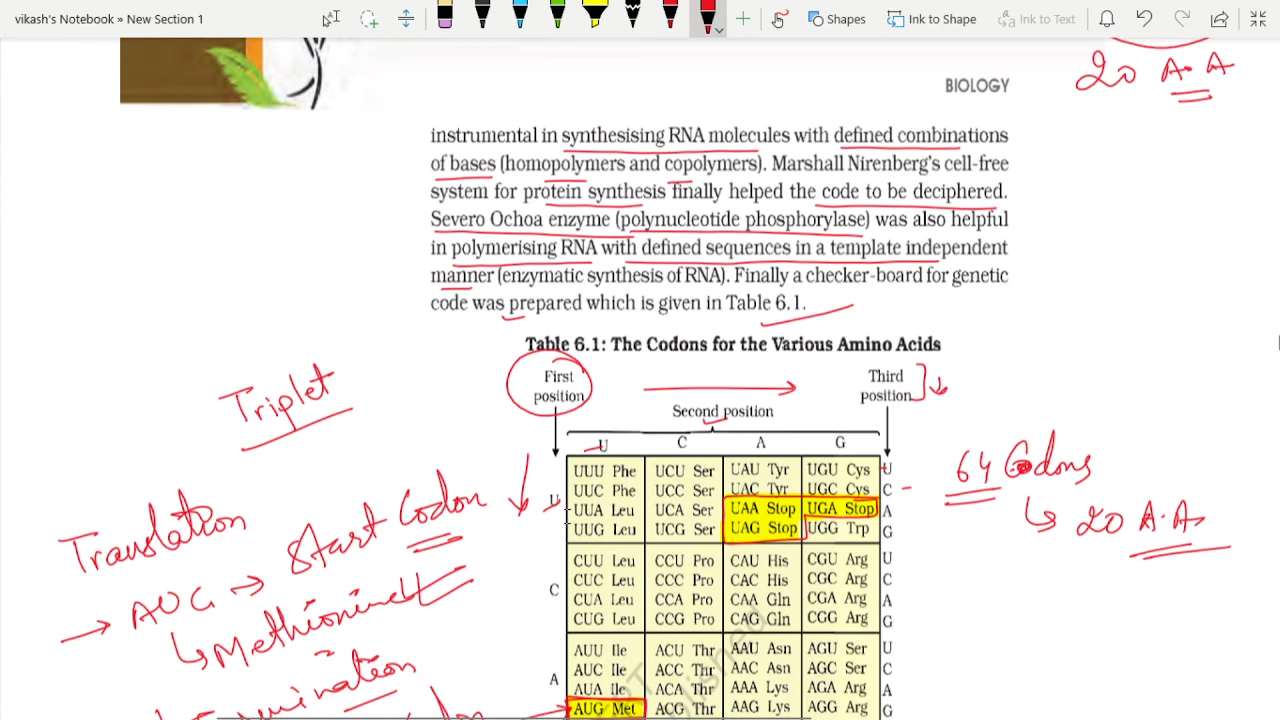 vikash's Notebook » New Section 1
Shapes
Ink to Shape
Ink to Text
20 A.A
BIOLOGY
instrumental in synthesising RNA molecules with defined combinations
of bases (homopolymers and copolymers). Marshall Nirenberg's cell-free
system for protein synthesis finally helped the code to be deciphered.
Severo Ochoa enzyme (polynucleotide phosphorylase) was also helpful
in polymerising RNA with defined sequences in a template independent
manner (enzymatic synthesis of RNA). Finally a checker-board for genetic
code was prepared which is given in Table 6.1.
Table 6.1: The Codons for the Various Amino Acids
First position
Second position
Third position
U C A G
U
UUU Phe UCU Ser UAU Tyr UGU Cys U
UUC Phe UCC Ser UAC Tyr UGC Cys C
UUA Leu UCA Ser UAA Stop UGA Stop A
UUG Leu UCG Ser UAG Stop UGG Trp G
C
CUU Leu CCU Pro CAU His CGU Arg U
CUC Leu CCC Pro CAC His CGC Arg C
CUA Leu CCA Pro CAA Gln CGA Arg A
CUG Leu CCG Pro CAG Gln CGG Arg G
A
AUU Ile ACU Thr AAU Asn AGU Ser U
AUC Ile ACC Thr AAC Asn AGC Ser C
AUA Ile ACA Thr AAA Lys AGA Arg A
AUG Met ACG Thr AAG Lys AGG Arg G
Triplet
Translation
→ AUG → Start Codon
↳ Methionine
64 Codons
↳ 20 A.As